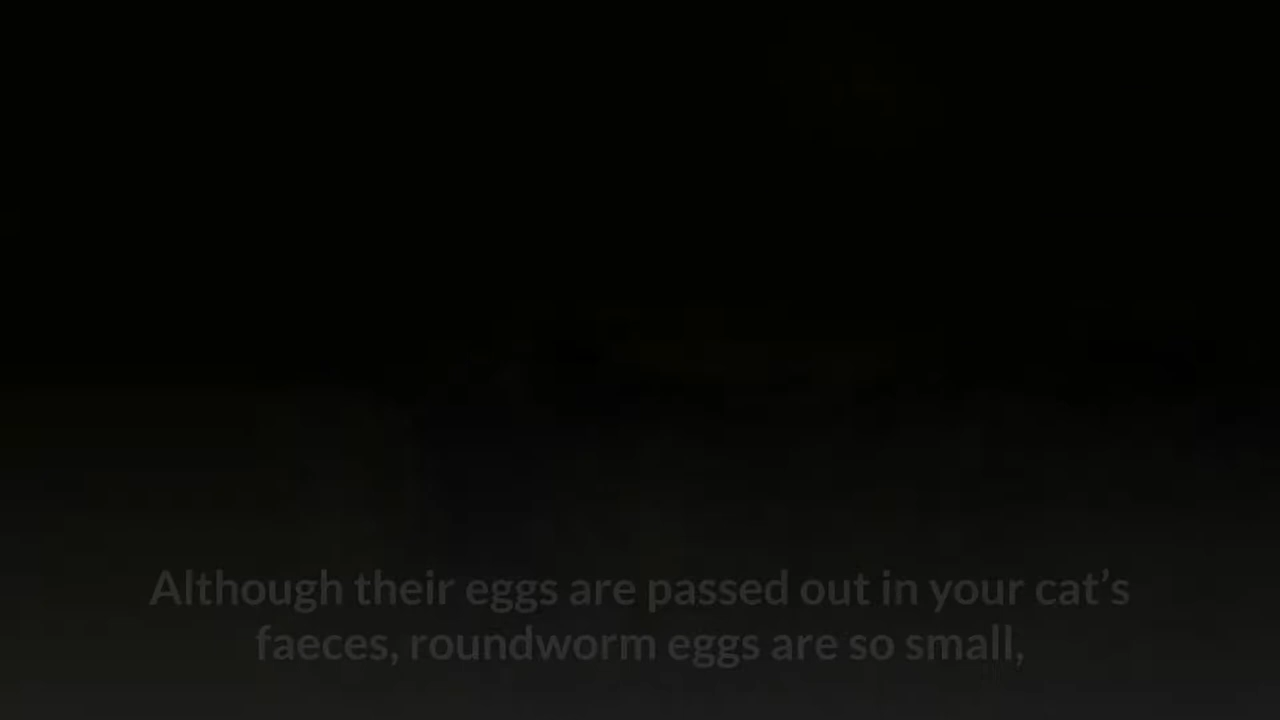 Although their eggs are passed out in your cat’s
faeces, roundworm eggs are so small,